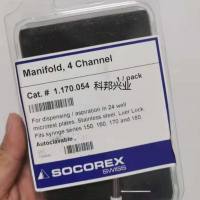 Manifold, 4 Channel
Cat. # 1.170.054 1 / pack
科邦兴业
For dispensing / aspiration in 24 well
microtest plates. Stainless steel, Luer Lock.
Fits syringe series 150, 160, 170 and 180.
Autoclavable
SOCOREX
SWISS